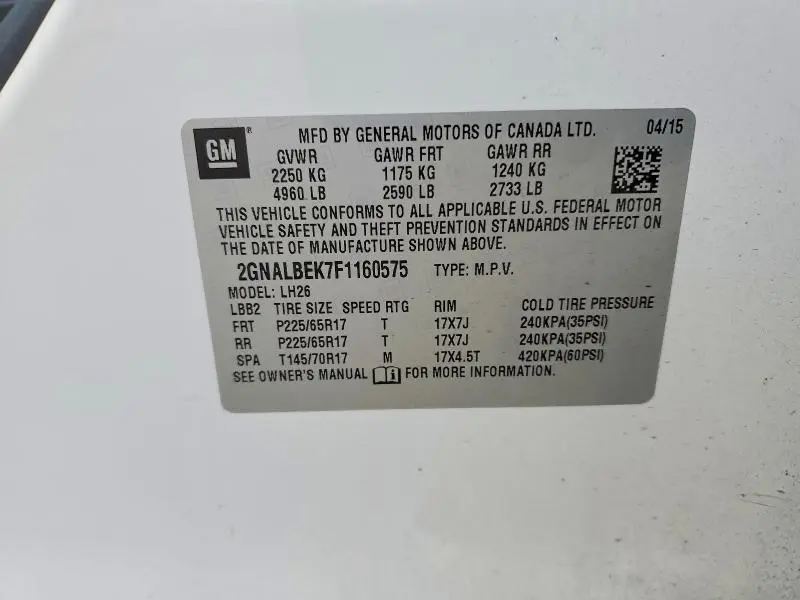 GM ® MFD BY GENERAL MOTORS OF CANADA LTD. 04/15
GVWR GAWR FRT GAWR RR
2250 KG 1175 KG 1240 KG
4960 LB 2590 LB 2733 LB
THIS VEHICLE CONFORMS TO ALL APPLICABLE U.S. FEDERAL MOTOR
VEHICLE SAFETY AND THEFT PREVENTION STANDARDS IN EFFECT ON
THE DATE OF MANUFACTURE SHOWN ABOVE.
2GNALBEK7F1160575 TYPE: M.P.V.
MODEL: LH26
LBB2 TIRE SIZE SPEED RTG RIM COLD TIRE PRESSURE
FRT P225/65R17 T 17X7J 240KPA(35PSI)
RR P225/65R17 T 17X7J 240KPA(35PSI)
SPA T145/70R17 M 17X4.5T 420KPA(60PSI)
SEE OWNER'S MANUAL i FOR MORE INFORMATION.